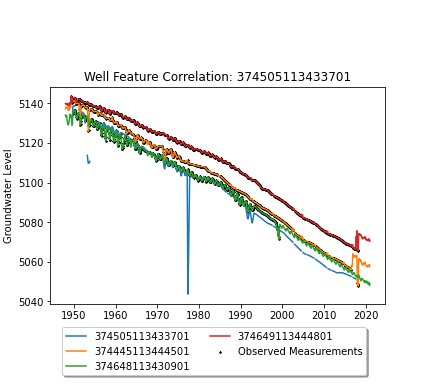 Well Feature Correlation: 374505113433701
Groundwater Level
5140
5120
5100
5080
5060
5040
1950 1960 1970 1980 1990 2000 2010 2020
374505113433701
374445113444501
374648113430901
374649113444801
Observed Measurements